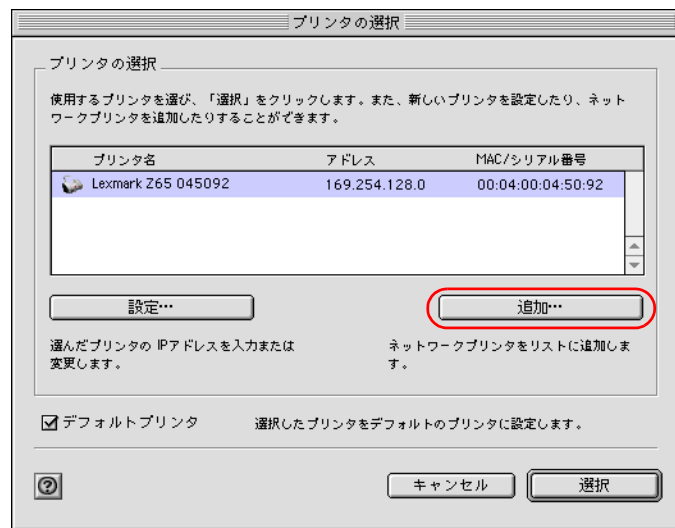 プリンタの選択
プリンタの選択
使用するプリンタを選び、「選択」をクリックします。また、新しいプリンタを設定したり、ネット
ワークプリンタを追加したりすることができます。
プリンタ名 アドレス MAC/シリアル番号
Lexmark Z65 045092 169.254.128.0 00:04:00:04:50:92
設定… 追加…
選んだプリンタの IPアドレスを入力または
変更します。
ネットワークプリンタをリストに追加しま
す。
デフォルトプリンタ 選択したプリンタをデフォルトのプリンタに設定します。
? キャンセル 選択